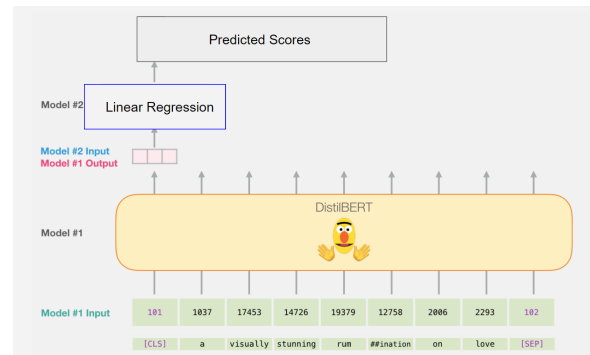 Predicted Scores
Model #2
Linear Regression
Model #2 Input
Model #1 Output
DistilBERT
Model #1
Model #1 Input
101 1037 17453 14726 19379 12758 2006 2293 102
[CLS] a visually stunning rum ##ination on love [SEP]